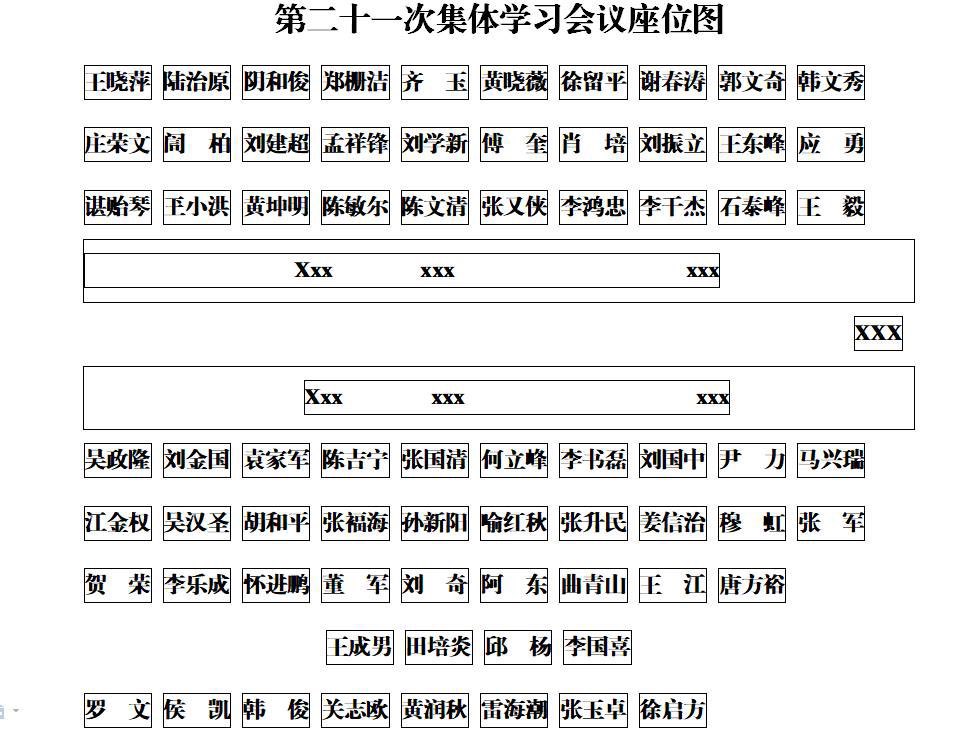 第二十一次集体学习会议座位图
王晓萍 陆治原 阴和俊 郑栅洁 齐 玉 黄晓薇 徐留平 谢春涛 郭文奇 韩文秀
庄荣文 訚 柏 刘建超 孟祥锋 刘学新 傅 奎 肖 培 刘振立 王东峰 应 勇
谌贻琴 王小洪 黄坤明 陈敏尔 陈文清 张又侠 李鸿忠 李干杰 石泰峰 王 毅
Xxx xxx xxx
XXX
Xxx xxx xxx
吴政隆 刘金国 袁家军 陈吉宁 张国清 何立峰 李书磊 刘国中 尹 力 马兴瑞
江金权 吴汉圣 胡和平 张福海 孙新阳 喻红秋 张升民 姜信治 穆 虹 张 军
贺 荣 李乐成 怀进鹏 董 军 刘 奇 阿 东 曲青山 王 江 唐方裕
王成男 田培炎 邱 杨 李国喜
罗 文 侯 凯 韩 俊 关志欧 黄润秋 雷海潮 张玉卓 徐启方